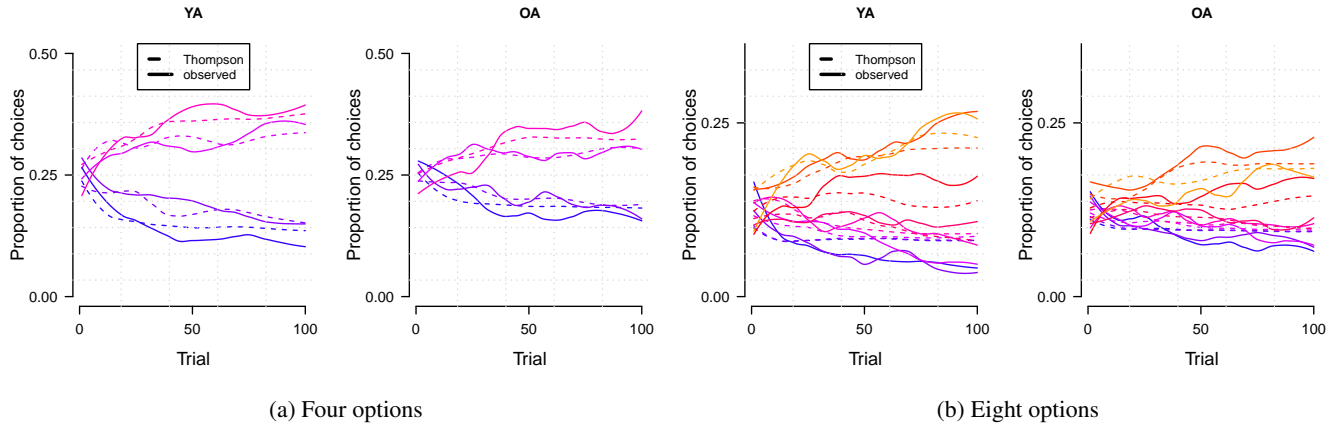 YA
OA
YA
OA
Proportion of choices
0.50
0.25
0.00
Thompson
observed
0
50
100
Trial
Proportion of choices
0.50
0.25
0.00
0
50
100
Trial
Proportion of choices
0.25
0.00
Thompson
observed
0
50
100
Trial
Proportion of choices
0.25
0.00
0
50
100
Trial
(a) Four options
(b) Eight options